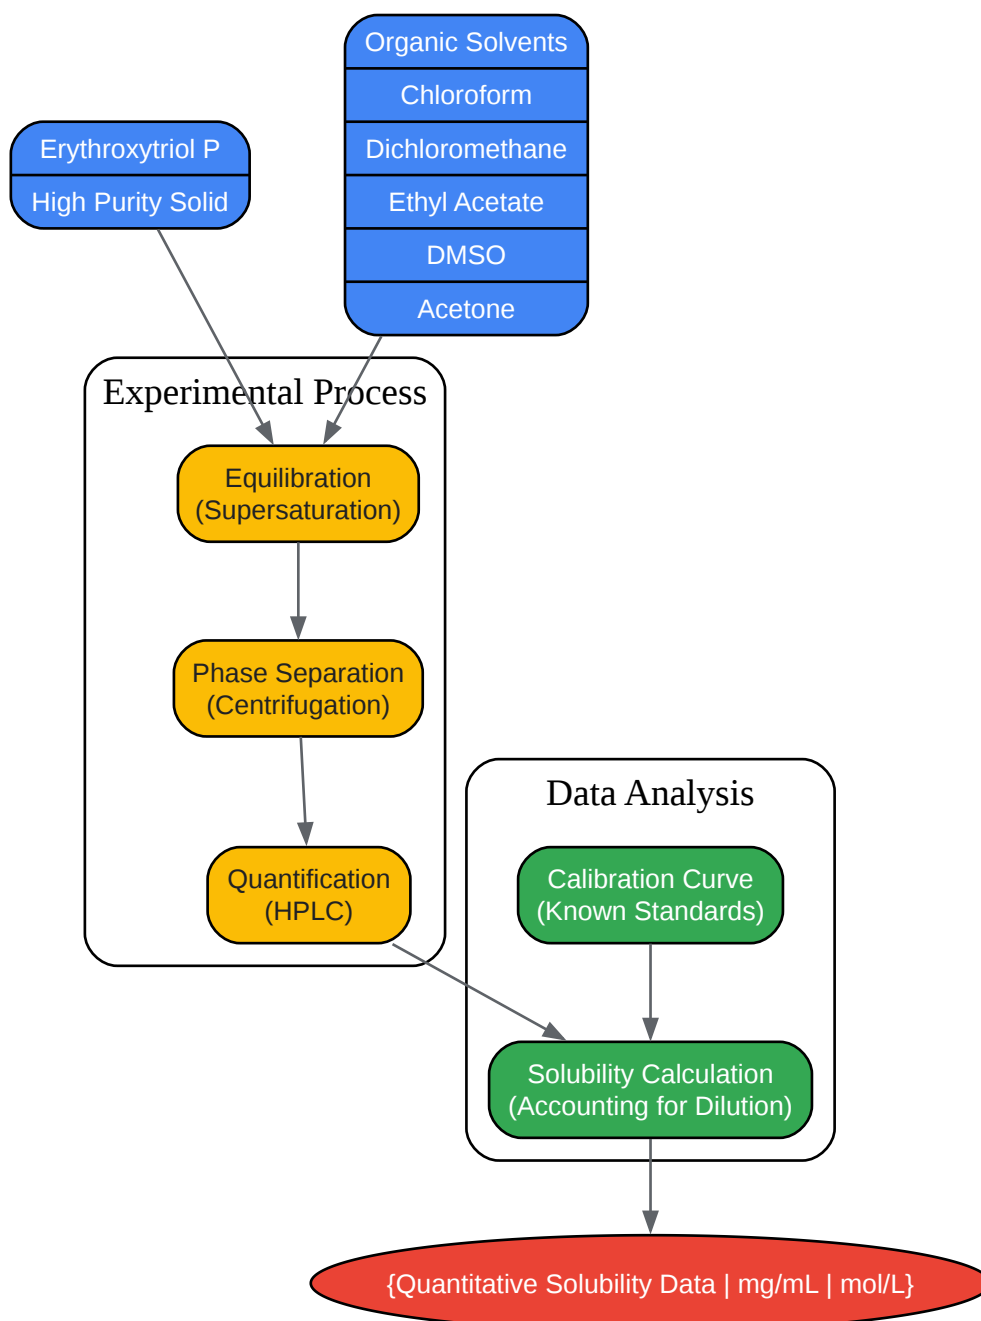 Organic Solvents
Chloroform
Dichloromethane
Ethyl Acetate
DMSO
Acetone
Erythroxytriol P
High Purity Solid
Experimental Process
Equilibration
(Supersaturation)
Phase Separation
(Centrifugation)
Quantification
(HPLC)
Data Analysis
Calibration Curve
(Known Standards)
Solubility Calculation
(Accounting for Dilution)
{Quantitative Solubility Data | mg/mL | mol/L}